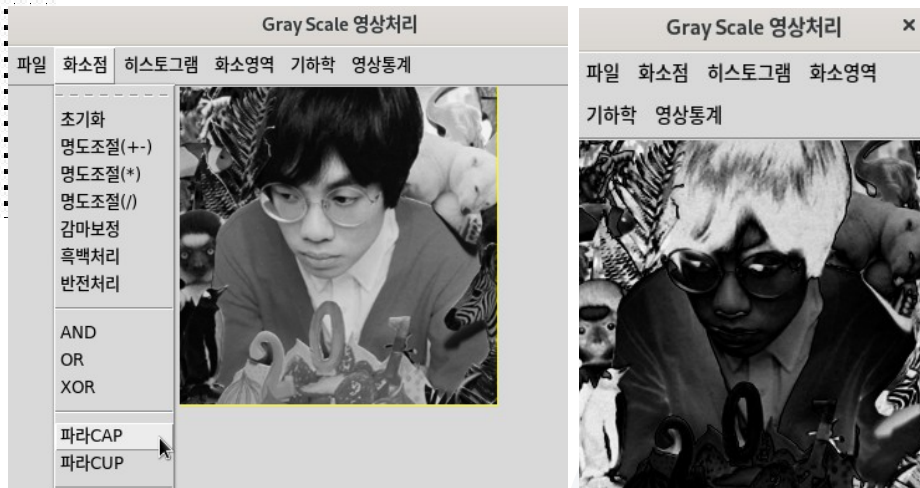 Gray Scale 영상처리
파일 화소점 히스토그램 화소영역 기하학 영상통계
초기화
명도조절(+-)
명도조절(*)
명도조절(/)
감마보정
흑백처리
반전처리
AND
OR
XOR
파라CAP
파라CUP
201
Gray Scale 영상처리 ×
파일 화소점 히스토그램 화소영역
기하학 영상통계
201